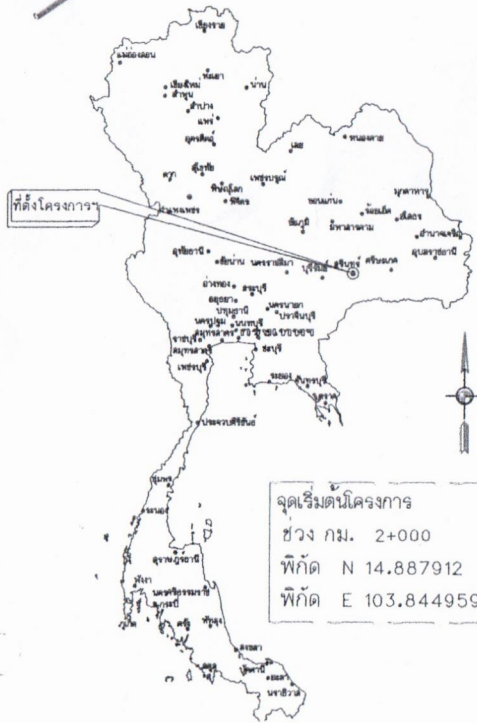 เชียงราย
แม่ฮ่องสอน
พะเยา
เชียงใหม่
น่าน
ลำพูน
ลำปาง
แพร่
อุตรดิตถ์
เลย
หนองคาย
ตาก
สุโขทัย
พิษณุโลก
เพชรบูรณ์
ขอนแก่น
มุกดาหาร
ที่ตั้งโครงการฯ
กำแพงเพชร
พิจิตร
ร้อยเอ็ด
ยโสธร
ชัยภูมิ
มหาสารคาม
อำนาจเจริญ
อุบลราชธานี
อุทัยธานี
ชัยนาท
นครราชสีมา
บุรีรัมย์
สุรินทร์
ศรีษะเกศ
อ่างทอง
สระบุรี
อยุธยา
นครนายก
ปทุมธานี
ปราจีนบุรี
นครปฐม
นนทบุรี
ราชบุรี
สมุทรสาคร
ชลบุรี
เพชรบุรี
ระยอง
จันทบุรี
ตราด
ประจวบคีรีขันธ์
ชุมพร
ระนอง
จุดเริ่มต้นโครงการ
ช่วง กม. 2+000
พิกัด N 14.887912
พิกัด E 103.844959
สุราษฎร์ธานี
พังงา
นครศรีธรรมราช
กระบี่
ภูเก็ต
ตรัง
พัทลุง
สงขลา
สตูล
ปัตตานี
ยะลา
นราธิวาส